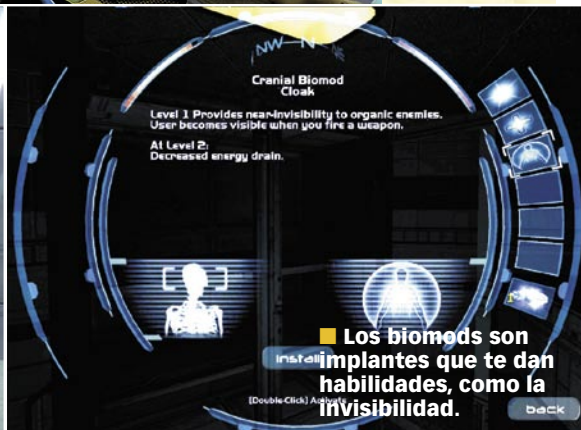 NW N
Cranial Biomod
Cloak
Level 1 Provides near-invisibility to organic enemies.
User becomes visible when you fire a weapon.
At Level 2:
Decreased energy drain.
Install
[Double-Click] Activate
back
Los biomods son
implantes que te dan
habilidades, como la
invisibilidad.